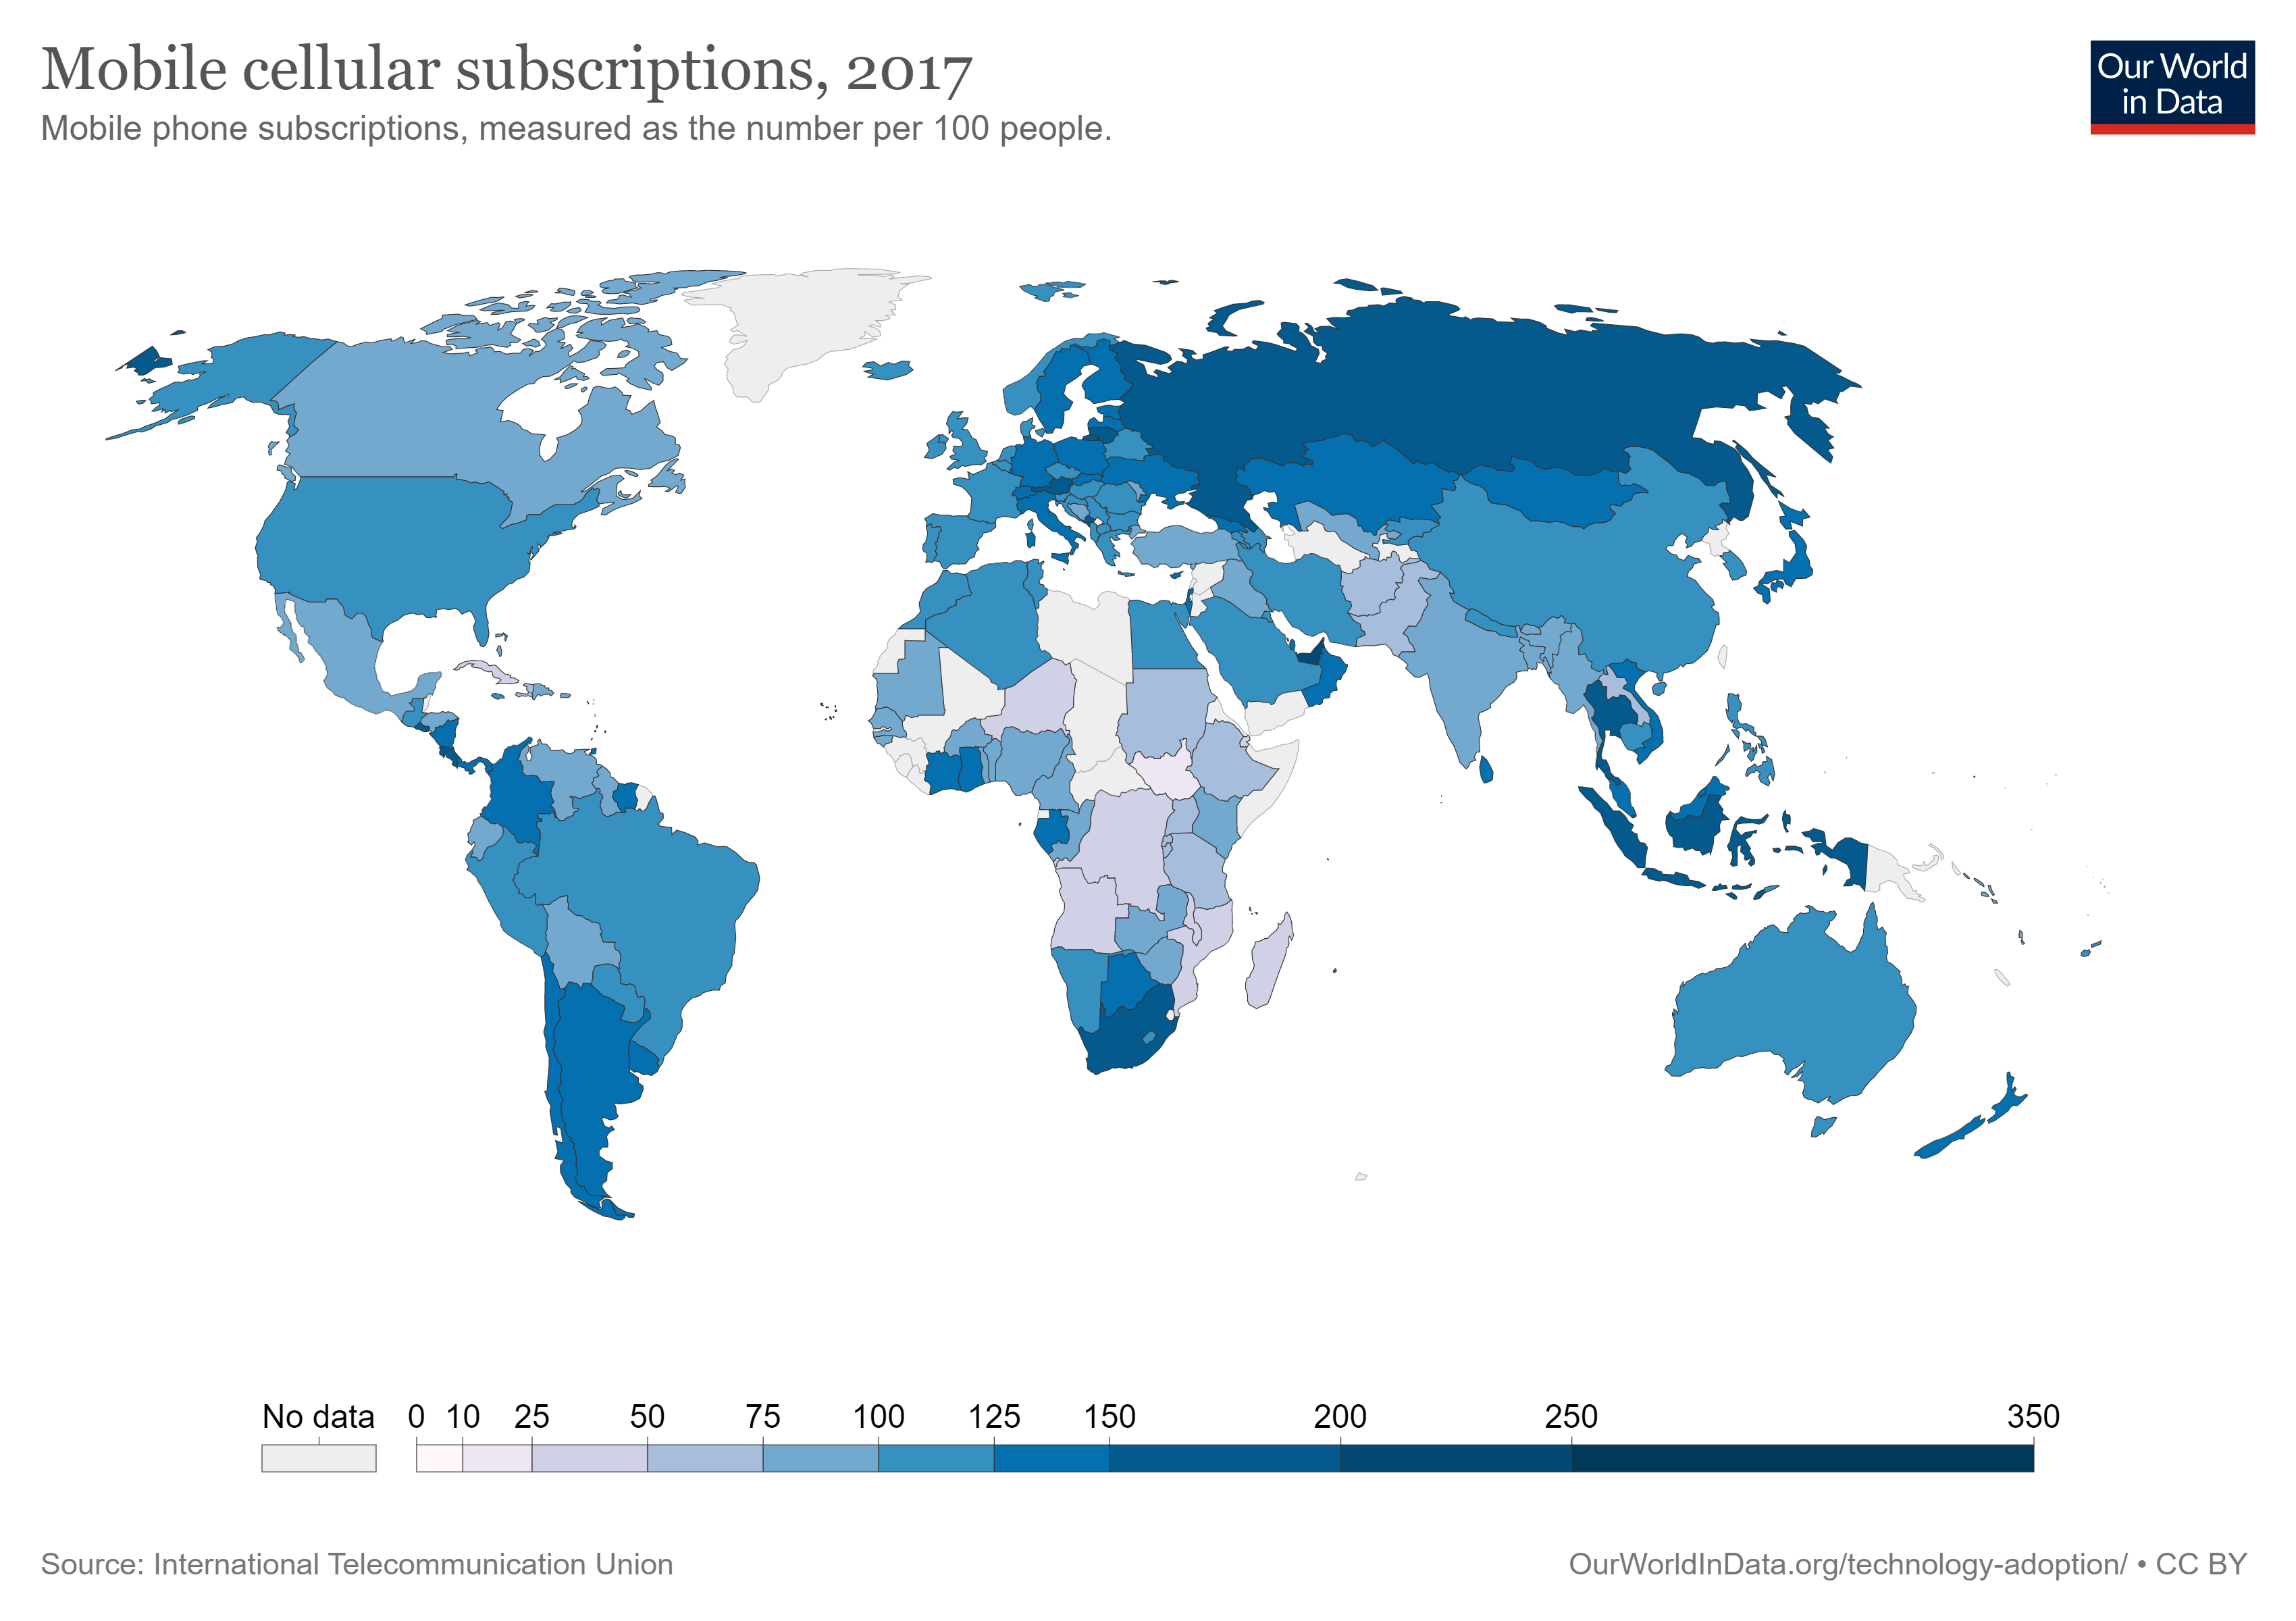 Mobile cellular subscriptions, 2017
Mobile phone subscriptions, measured as the number per 100 people.
Our World
in Data
No data 0 10 25 50 75 100 125 150 200 250 350
Source: International Telecommunication Union
OurWorldInData.org/technology-adoption/ • CC BY